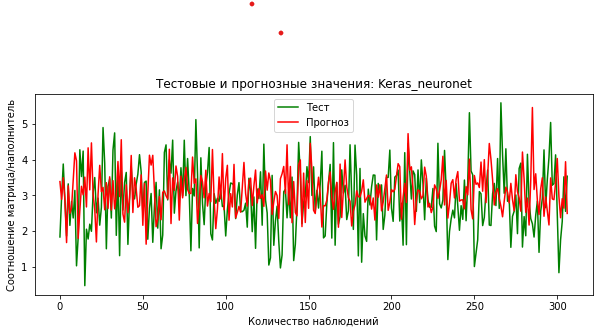 Тестовые и прогнозные значения: Keras_neuronet
Тест
Прогноз
Соотношение матрица/наполнитель
5
4
3
2
1
0
50
100
150
200
250
300
Количество наблюдений